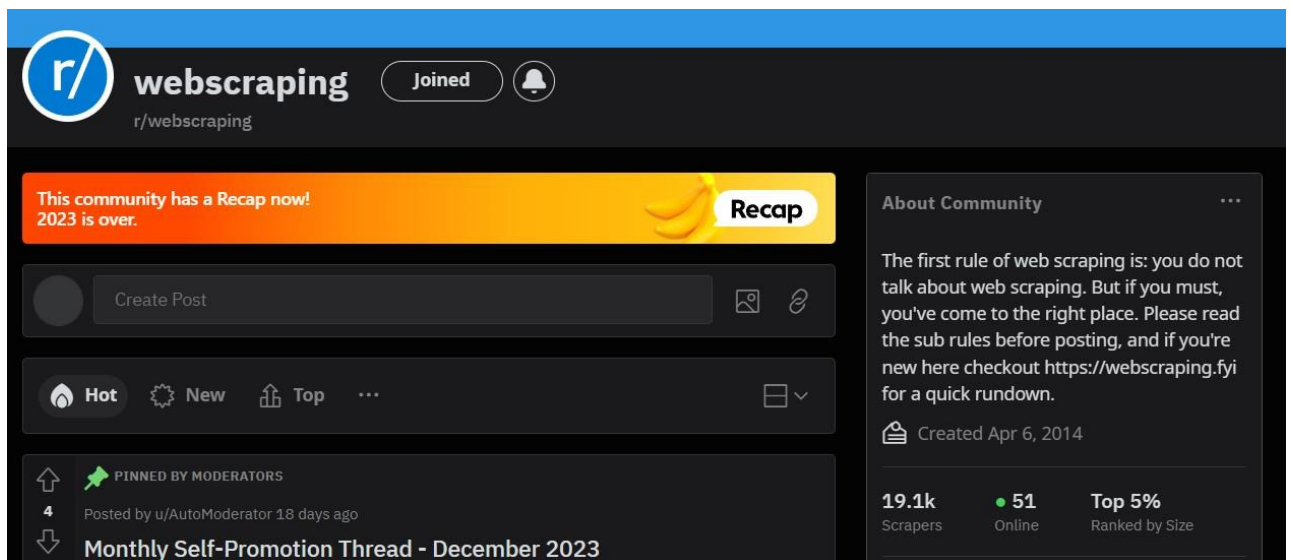 r/
webscraping
Joined
r/webscraping
This community has a Recap now!
2023 is over.
Recap
Create Post
Hot
New
Top
...
PINNED BY MODERATORS
4
Posted by u/AutoModerator 18 days ago
Monthly Self-Promotion Thread - December 2023
About Community
...
The first rule of web scraping is: you do not
talk about web scraping. But if you must,
you've come to the right place. Please read
the sub rules before posting, and if you're
new here checkout https://webscraping.fyi
for a quick rundown.
Created Apr 6, 2014
19.1k
Scrapers
51
Online
Top 5%
Ranked by Size